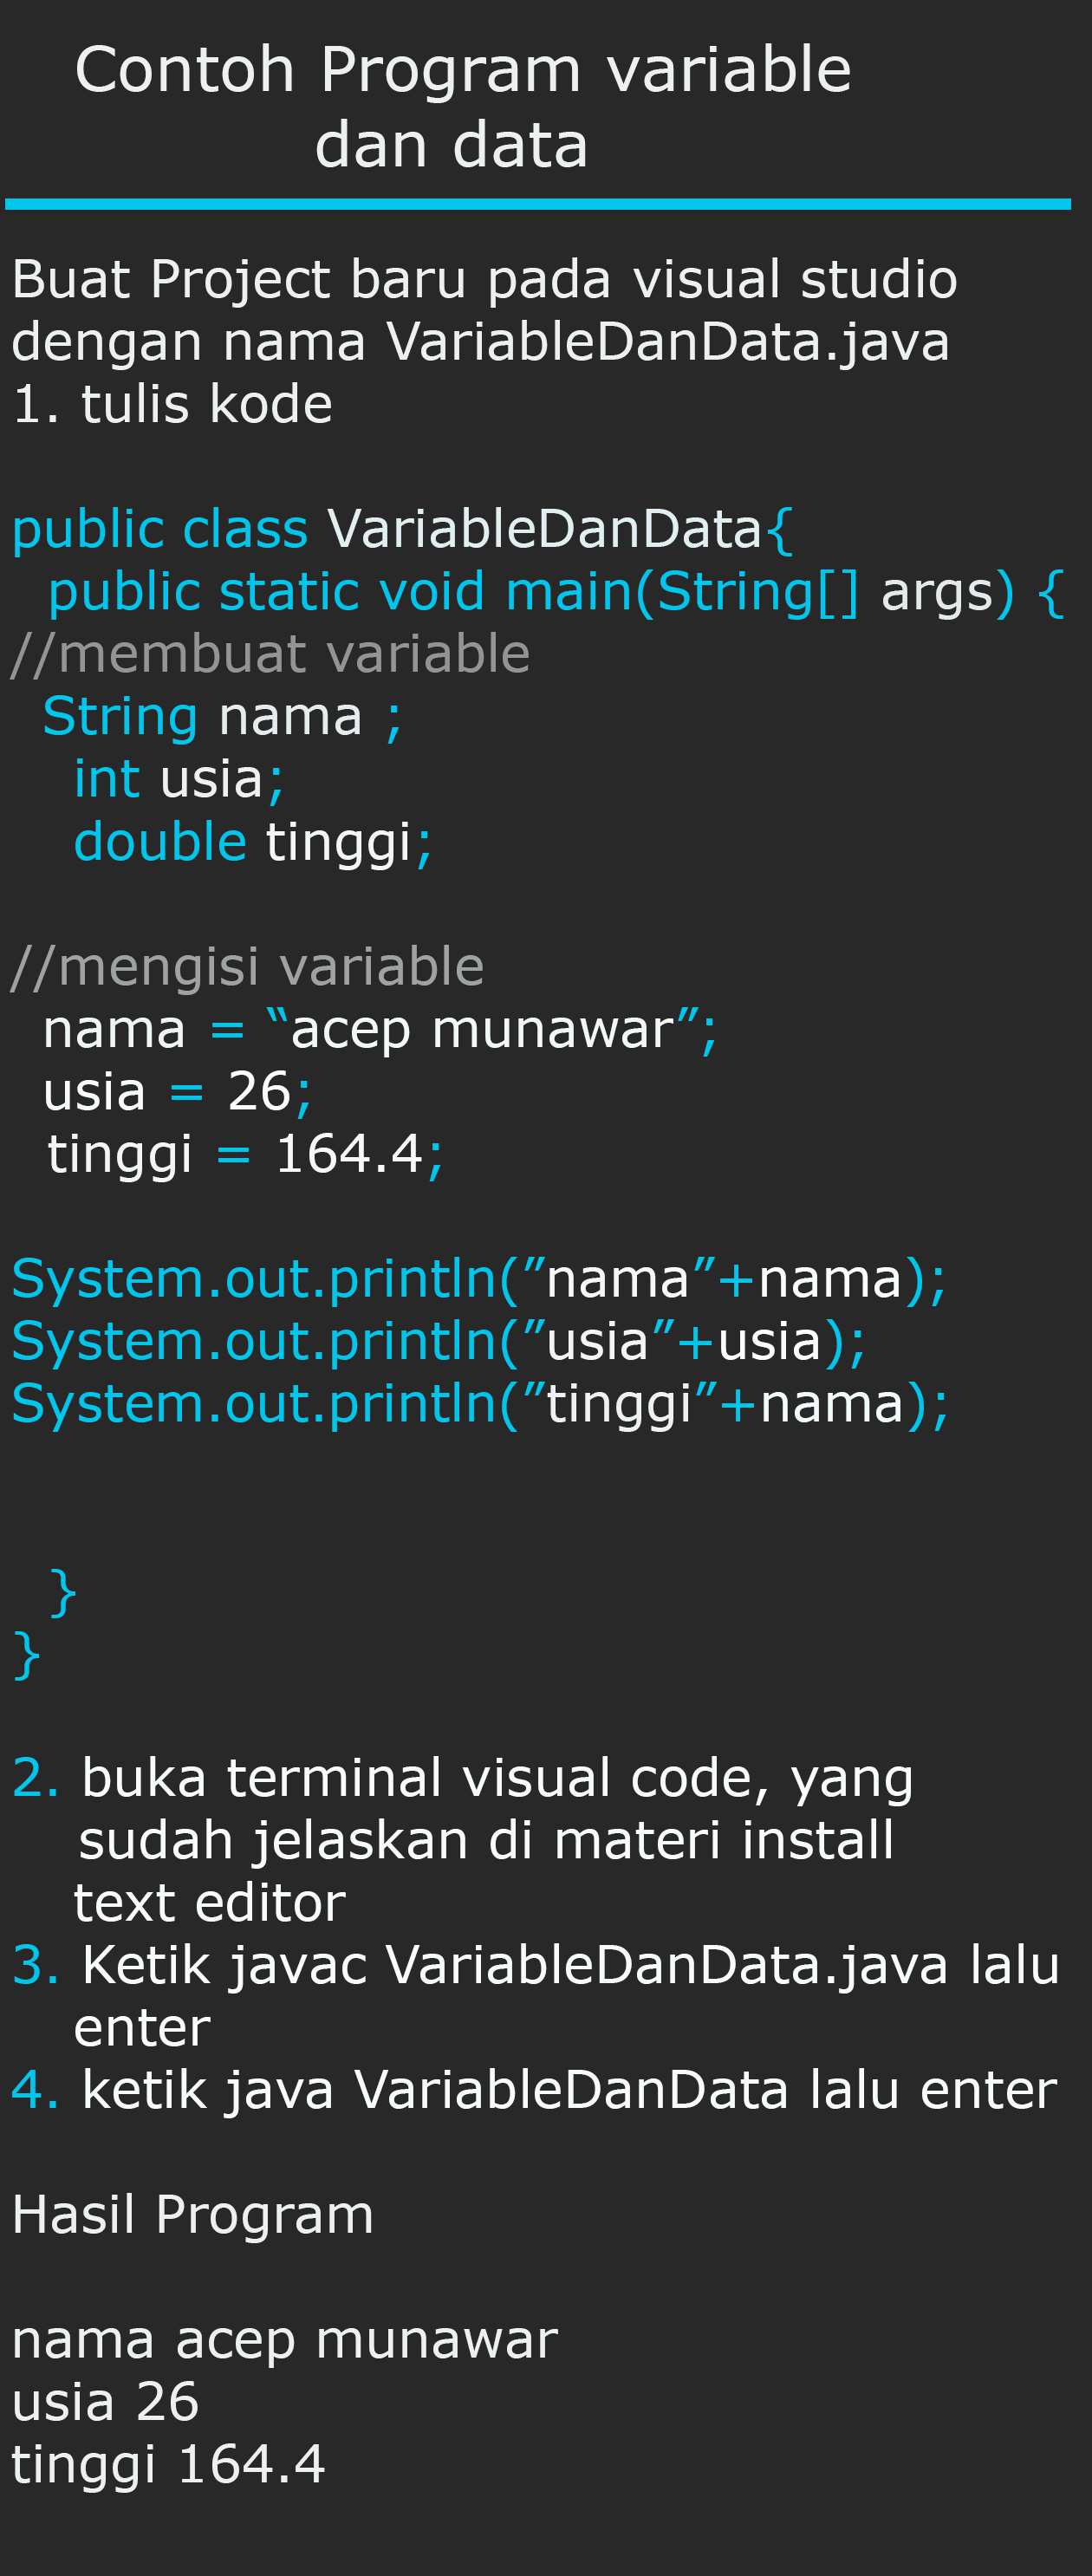 Contoh Program variable
dan data
Buat Project baru pada visual studio
dengan nama VariableDanData.java
1. tulis kode
public class VariableDanData{
public static void main(String[] args) {
//membuat variable
String nama ;
int usia;
double tinggi;
//mengisi variable
nama = “acep munawar”;
usia = 26;
tinggi = 164.4;
System.out.println(”nama”+nama);
System.out.println(”usia”+usia);
System.out.println(”tinggi”+nama);
}
}
2. buka terminal visual code, yang
sudah jelaskan di materi install
text editor
3. Ketik javac VariableDanData.java lalu
enter
4. ketik java VariableDanData lalu enter
Hasil Program
nama acep munawar
usia 26
tinggi 164.4